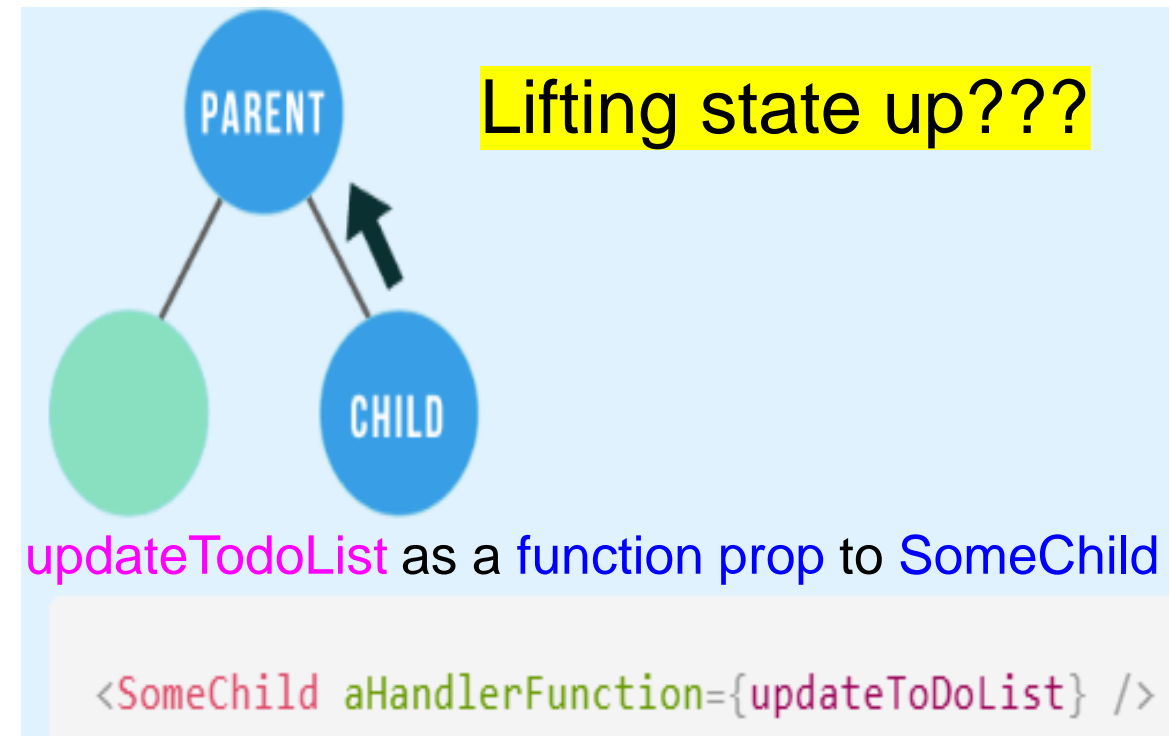 PARENT
Lifting state up???
CHILD
updateTodoList as a function prop to SomeChild
<SomeChild aHandlerFunction={updateToDoList} />